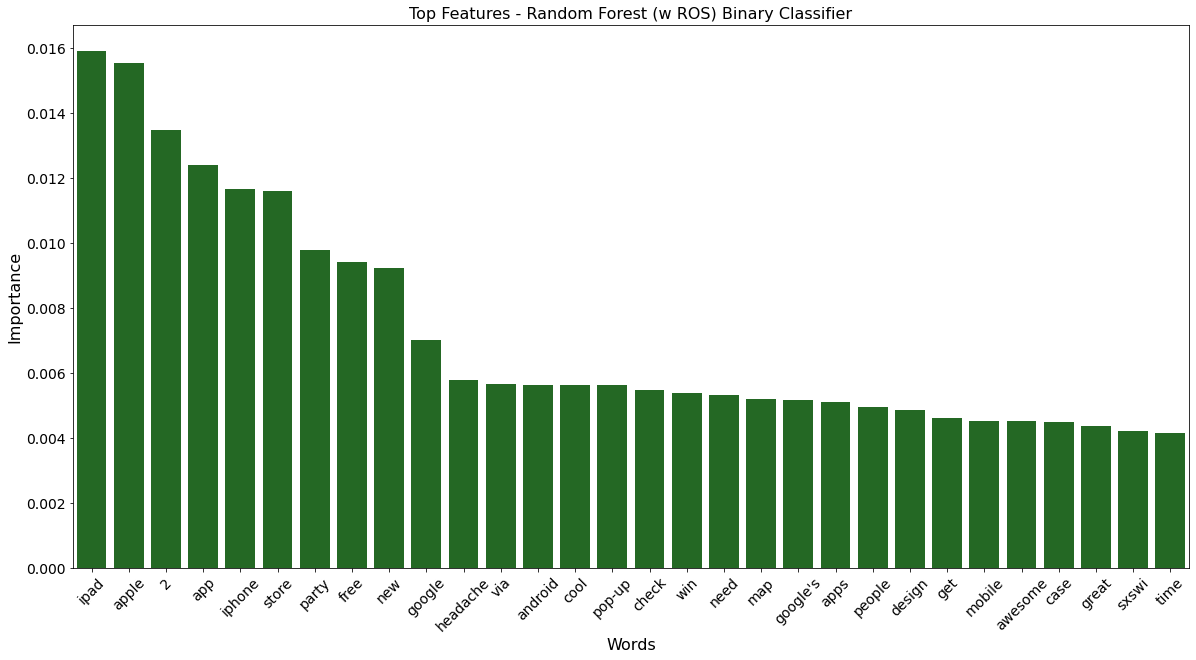 Top Features - Random Forest (w ROS) Binary Classifier
Importance
0.016
0.014
0.012
0.010
0.008
0.006
0.004
0.002
0.000
ipad
apple
2
app
iphone
store
party
free
new
google
headache
via
android
cool
pop-up
check
win
need
map
google's
apps
people
design
get
mobile
awesome
case
great
sxswi
time
Words